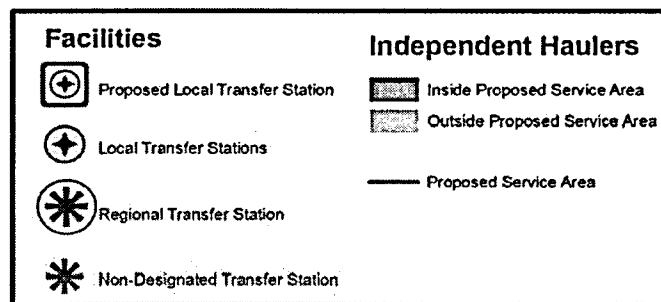 Facilities
Proposed Local Transfer Station
Local Transfer Stations
Regional Transfer Station
Non-Designated Transfer Station
Independent Haulers
Inside Proposed Service Area
Outside Proposed Service Area
Proposed Service Area